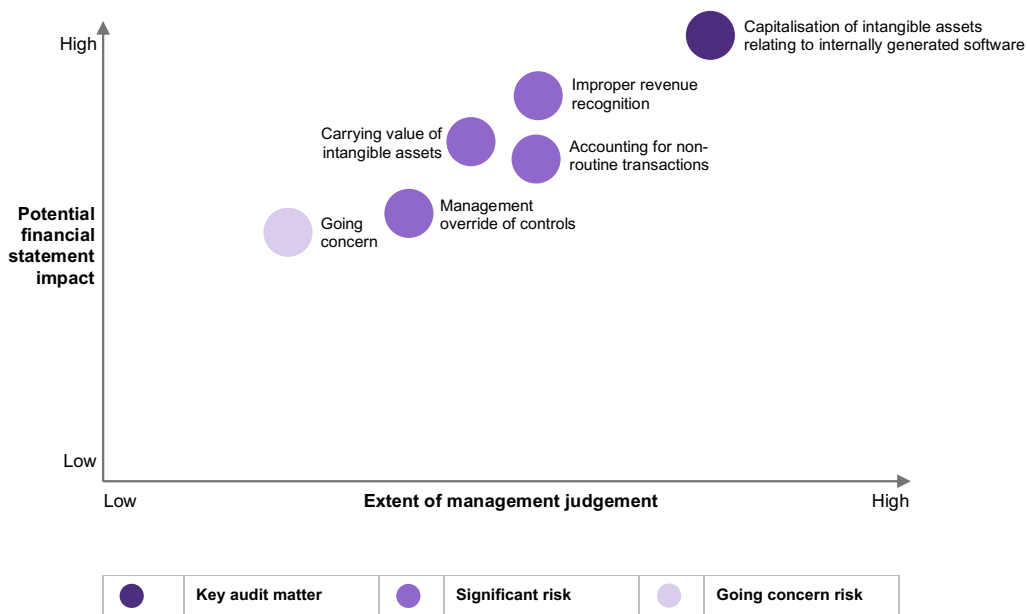 High
Capitalisation of intangible assets
relating to internally generated software
Improper revenue
recognition
Carrying value of
intangible assets
Accounting for non-
routine transactions
Management
override of controls
Going
concern
Potential
financial
statement
impact
Low
Low
Extent of management judgement
High
Key audit matter
Significant risk
Going concern risk